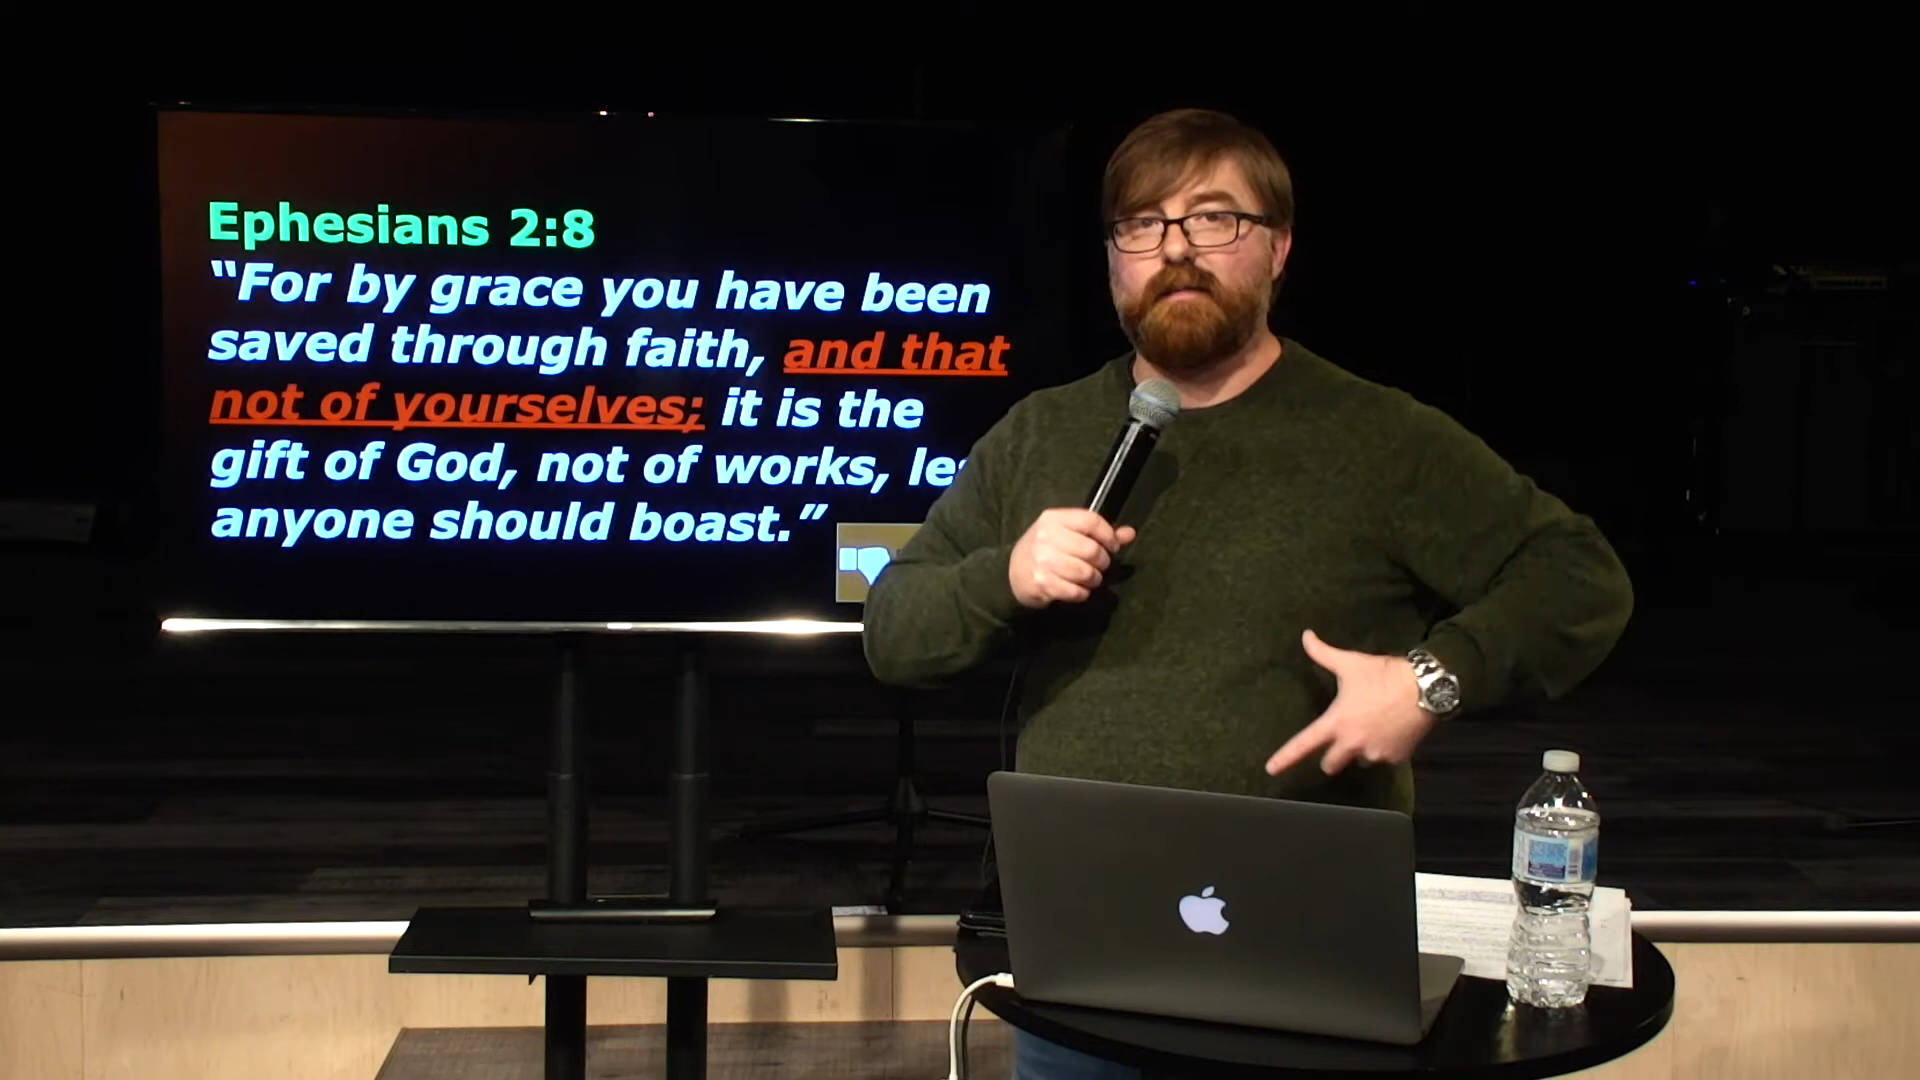 Ephesians 2:8
“For by grace you have been
saved through faith, and that
not of yourselves; it is the
gift of God, not of works,
anyone should boast.”